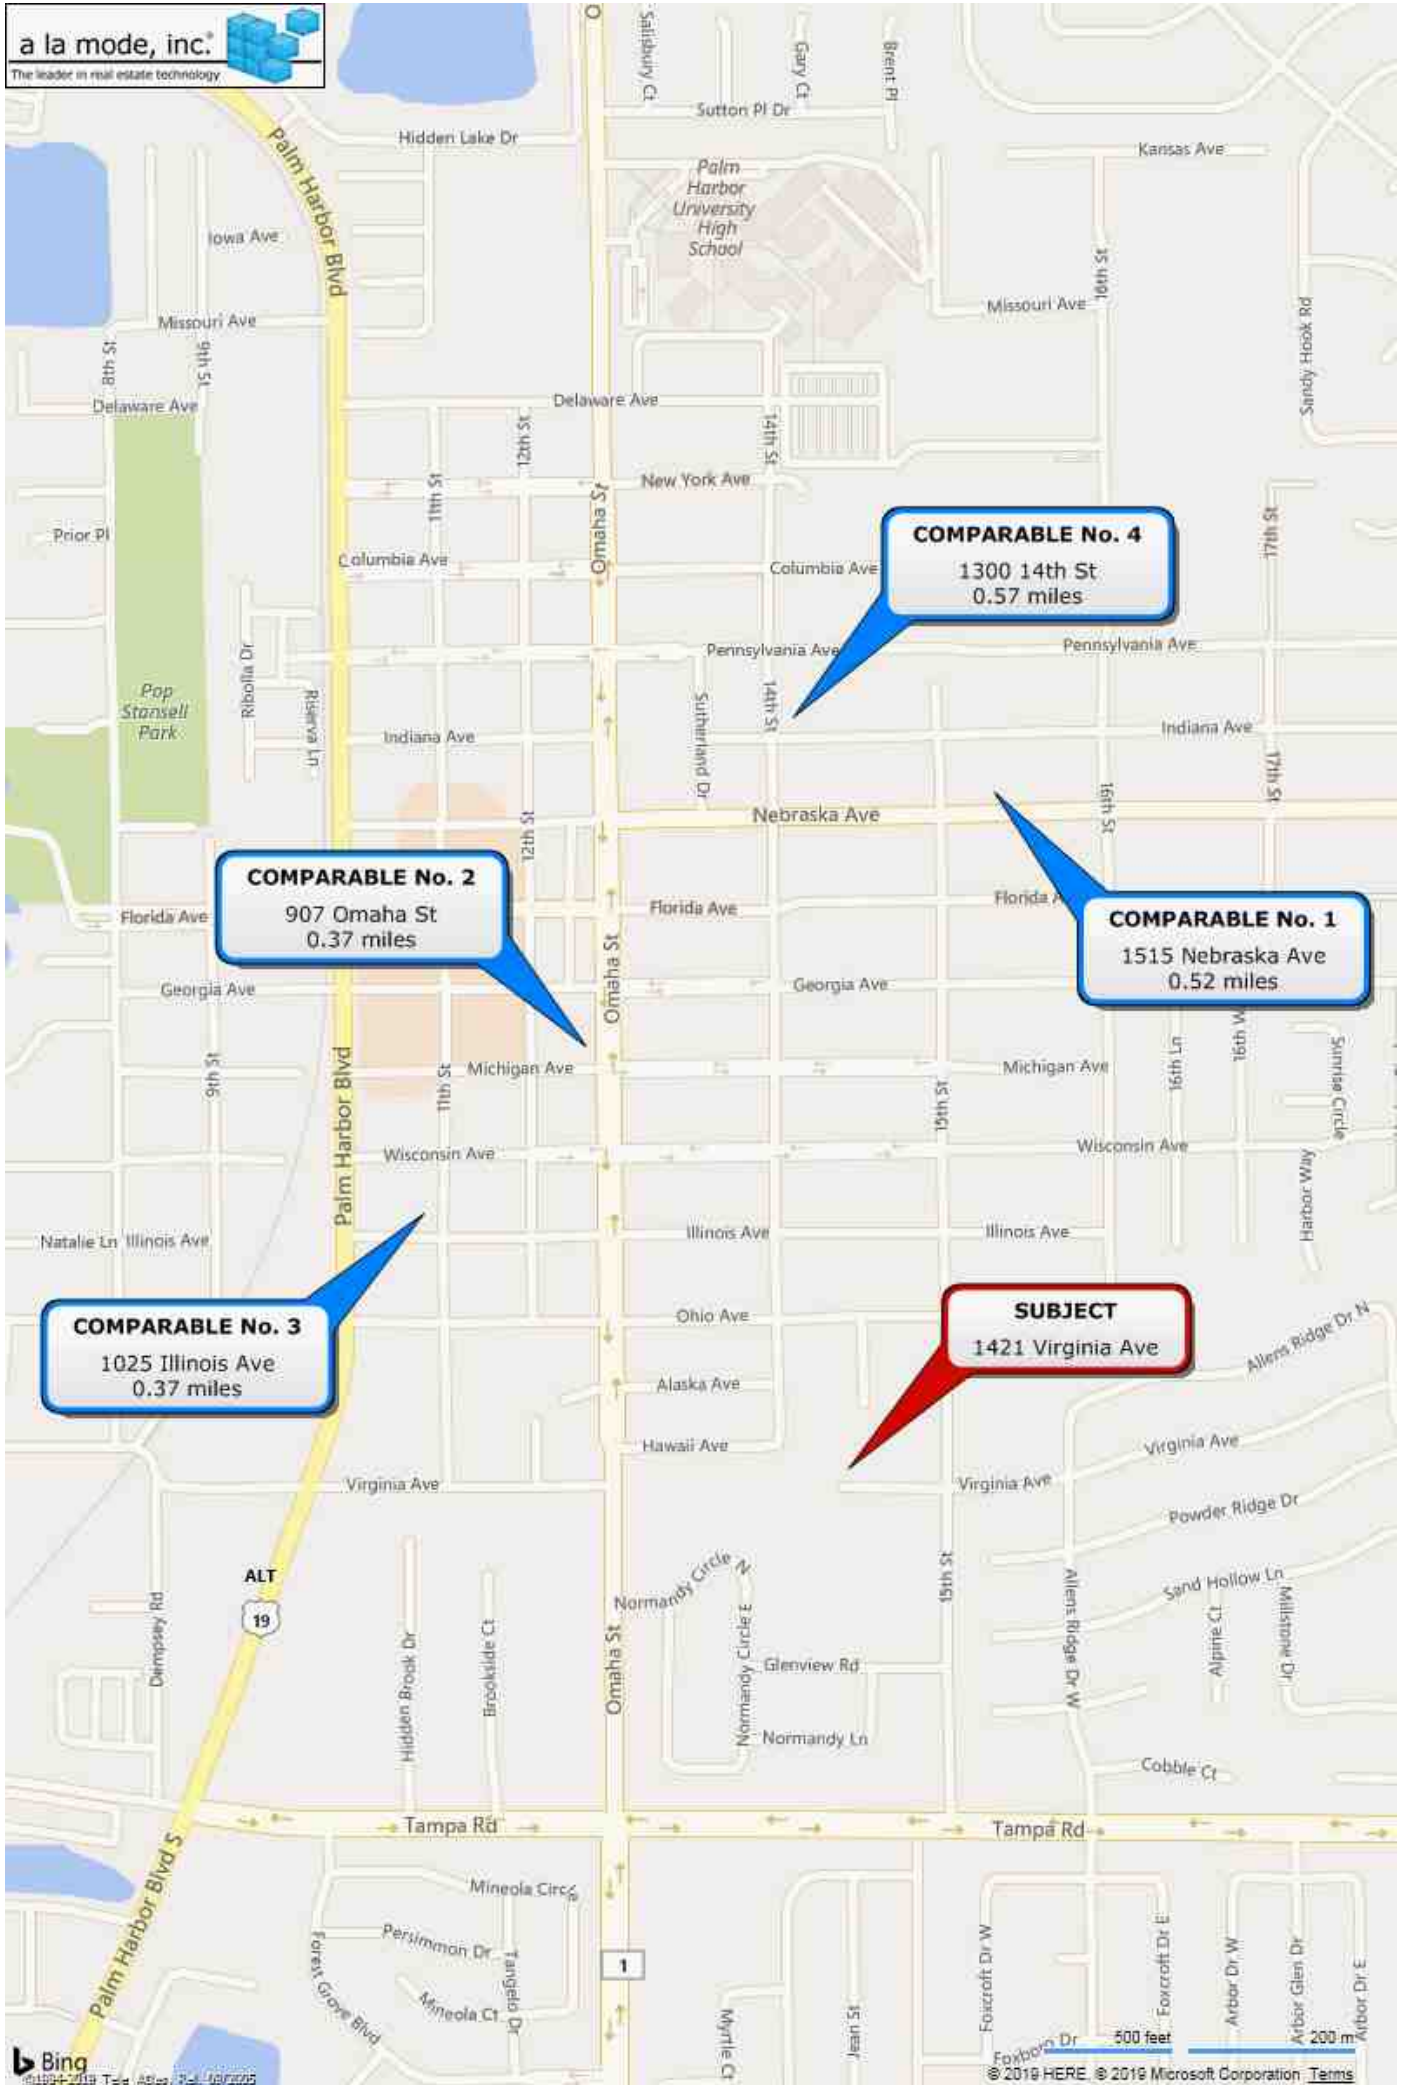 a la mode, inc.®
The leader in real estate technology
O
Salisbury Ct
Gary Ct
Brent Pl
Sutton Pl Dr
Hidden Lake Dr
Kansas Ave
Palm Harbor Blvd
Palm
Harbor
University
High
School
Iowa Ave
16th St
Missouri Ave
Missouri Ave
Sandy Hook Rd
8th St
9th St
Delaware Ave
Delaware Ave
12th St
14th St
11th St
New York Ave
Omaha St
17th St
Prior Pl
Columbia Ave
Columbia Ave
COMPARABLE No. 4
1300 14th St
0.57 miles
Pennsylvania Ave
Pennsylvania Ave
Ribolla Dr
Riserva Ln
Pop
Stansell
Park
Sutherland Dr
14th St
Indiana Ave
Indiana Ave
17th St
16th St
Nebraska Ave
12th St
COMPARABLE No. 2
907 Omaha St
0.37 miles
Florida Ave
Florida Ave
Florida A
COMPARABLE No. 1
1515 Nebraska Ave
0.52 miles
Omaha St
Georgia Ave
Georgia Ave
16th W
16th Ln
Sunrise Circle
9th St
Palm Harbor Blvd
11th St
Michigan Ave
Michigan Ave
15th St
Wisconsin Ave
Wisconsin Ave
Harbor Way
Natalie Ln
Illinois Ave
Illinois Ave
Illinois Ave
COMPARABLE No. 3
1025 Illinois Ave
0.37 miles
Ohio Ave
SUBJECT
1421 Virginia Ave
Allens Ridge Dr N
Alaska Ave
Hawaii Ave
Virginia Ave
Virginia Ave
Virginia Ave
Powder Ridge Dr
ALT
19
Dempsey Rd
Hidden Brook Dr
Brookside Ct
Omaha St
Normandy Circle N
Normandy Circle E
15th St
Allens Ridge Dr W
Sand Hollow Ln
Alpine Ct
Millstone Dr
Glenview Rd
Normandy Ln
Cobble Ct
Tampa Rd
Tampa Rd
Palm Harbor Blvd S
Mineola Circle
Persimmon Dr
Forest Grove Blvd
Mineola Ct
Tangelo Dr
1
Myrtle Ct
Jean St
Foxcroft Dr W
Foxcroft Dr E
Arbor Dr W
Arbor Glen Dr
Arbor Dr E
Foxboro Dr
500 feet
200 m
Bing
©1994-2019 Tele Atlas, Rel. 09/2005
© 2019 HERE, © 2019 Microsoft Corporation Terms